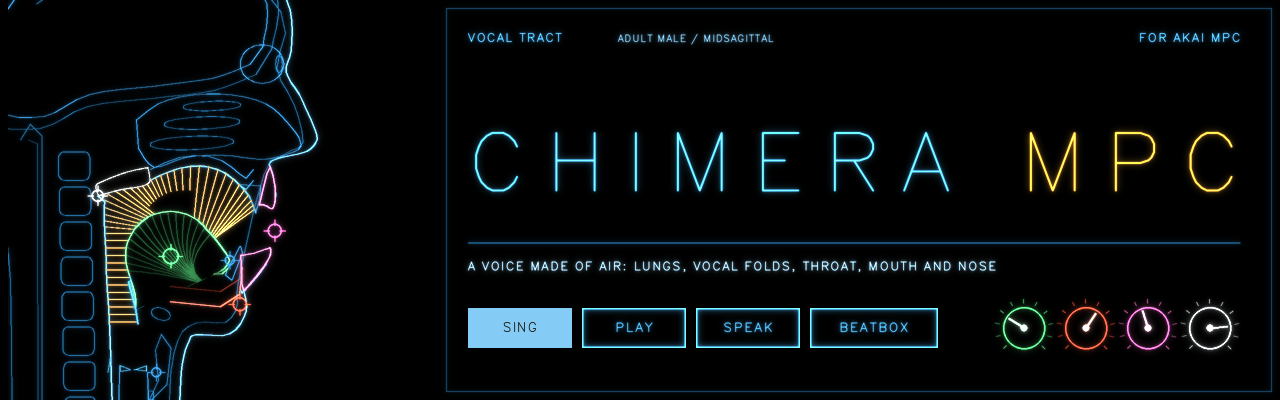 VOCAL TRACT
ADULT MALE / MIDSAGITTAL
FOR AKAI MPC
CHIMERA MPC
A VOICE MADE OF AIR: LUNGS, VOCAL FOLDS, THROAT, MOUTH AND NOSE
SING
PLAY
SPEAK
BEATBOX